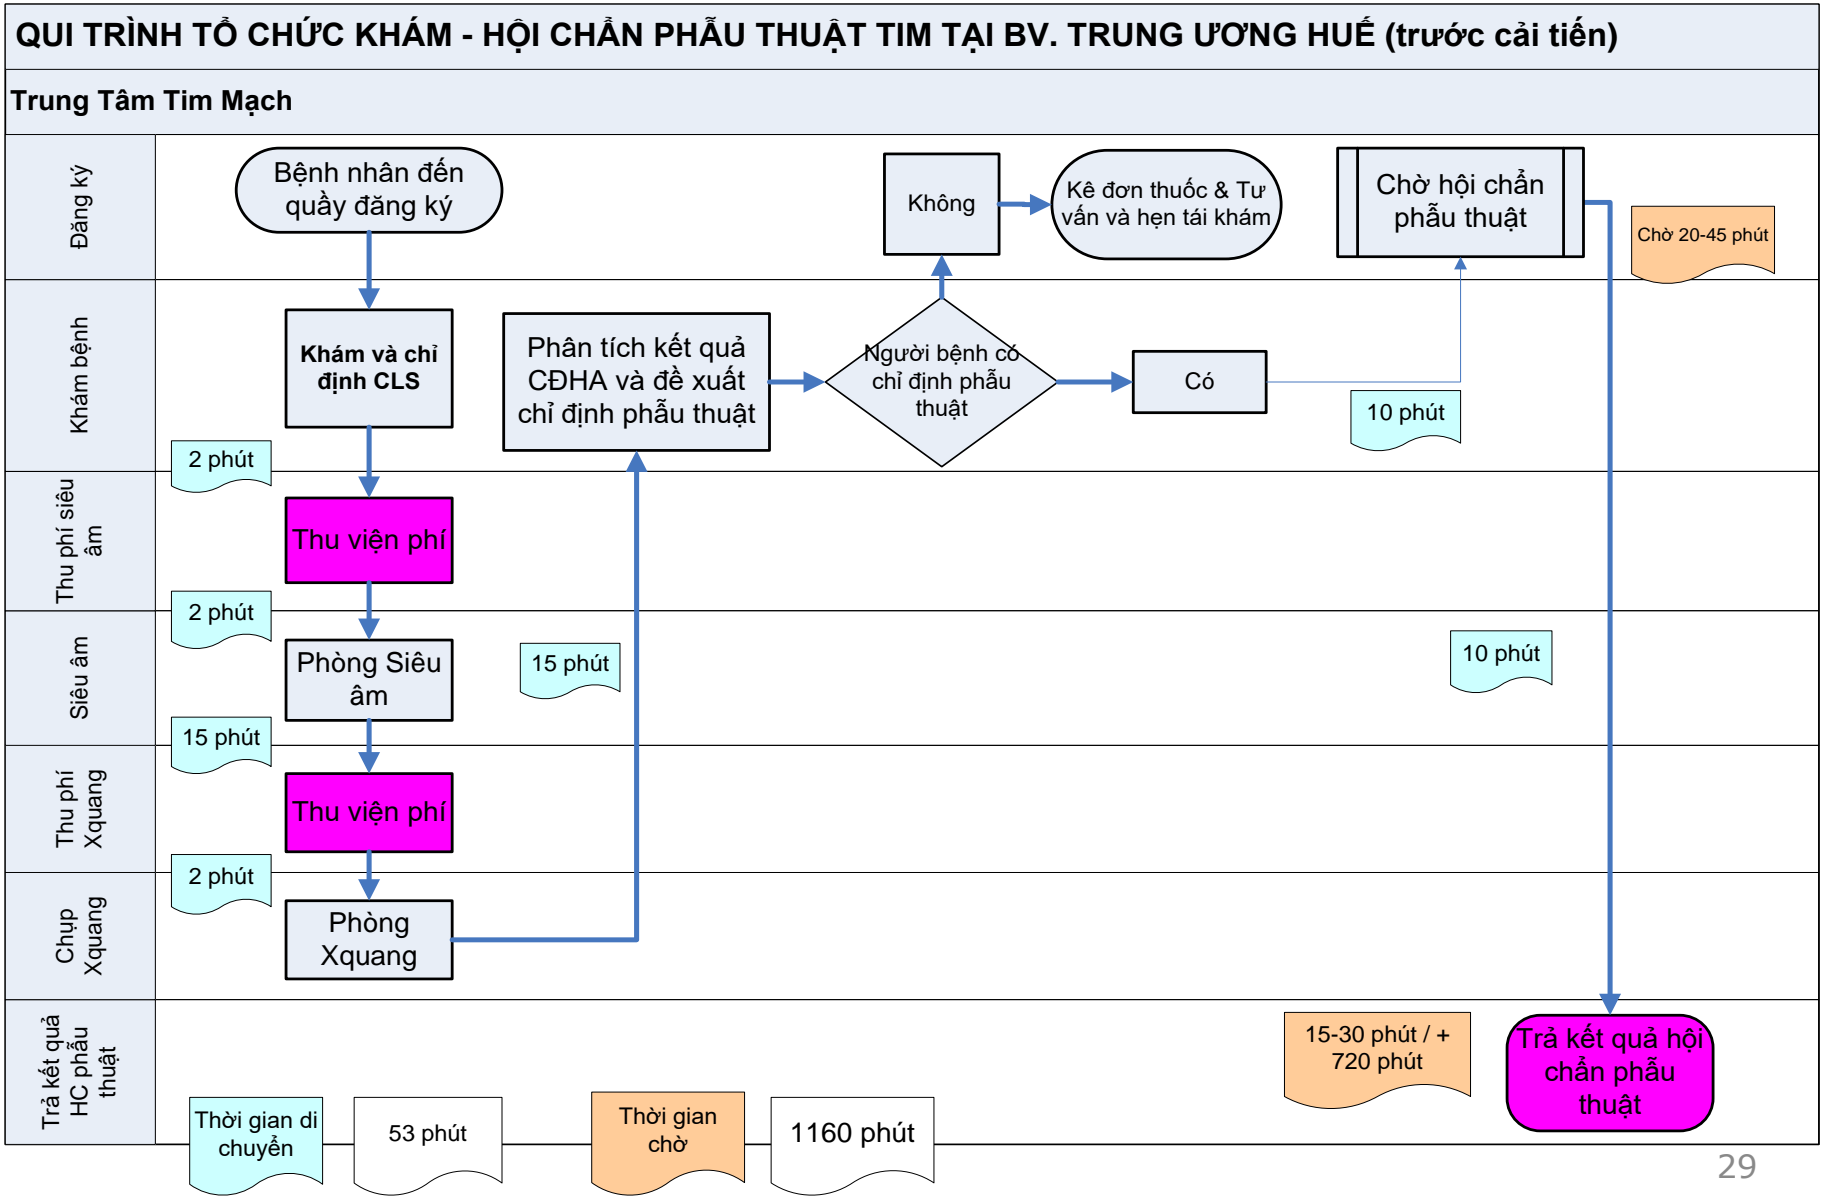 QUI TRÌNH TỔ CHỨC KHÁM - HỘI CHẨN PHẪU THUẬT TIM TẠI BV. TRUNG ƯƠNG HUẾ (trước cải tiến)
Trung Tâm Tim Mạch
Đăng ký
Bệnh nhân đến
quầy đăng ký
Không
Kê đơn thuốc & Tư
vấn và hẹn tái khám
Chờ hội chẩn
phẫu thuật
Chờ 20-45 phút
Khám bệnh
Khám và chỉ
định CLS
Phân tích kết quả
CĐHA và đề xuất
chỉ định phẫu thuật
Người bệnh có
chỉ định phẫu
thuật
Có
10 phút
2 phút
Thu phí siêu
âm
Thu viện phí
2 phút
Siêu âm
Phòng Siêu
âm
15 phút
10 phút
15 phút
Thu phí
Xquang
Thu viện phí
2 phút
Chụp
Xquang
Phòng
Xquang
Trả kết quả
HC phẫu
thuật
15-30 phút / +
720 phút
Trả kết quả hội
chẩn phẫu
thuật
Thời gian di
chuyển
53 phút
Thời gian
chờ
1160 phút
29